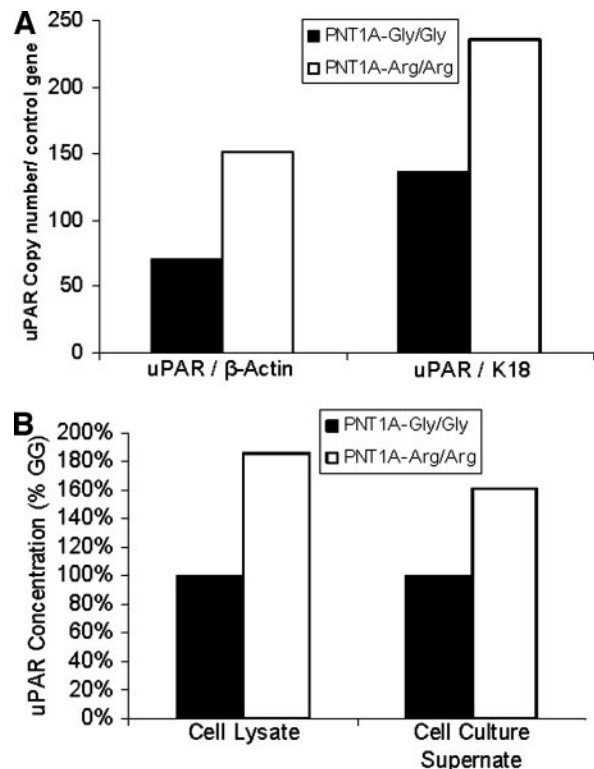 A
uPAR Copy number/ control gene
250
200
150
100
50
0
PNT1A-Gly/Gly
PNT1A-Arg/Arg
uPAR / β-Actin
uPAR / K18
B
uPAR Concentration (% GG)
200%
180%
160%
140%
120%
100%
80%
60%
40%
20%
0%
PNT1A-Gly/Gly
PNT1A-Arg/Arg
Cell Lysate
Cell Culture
Supernate